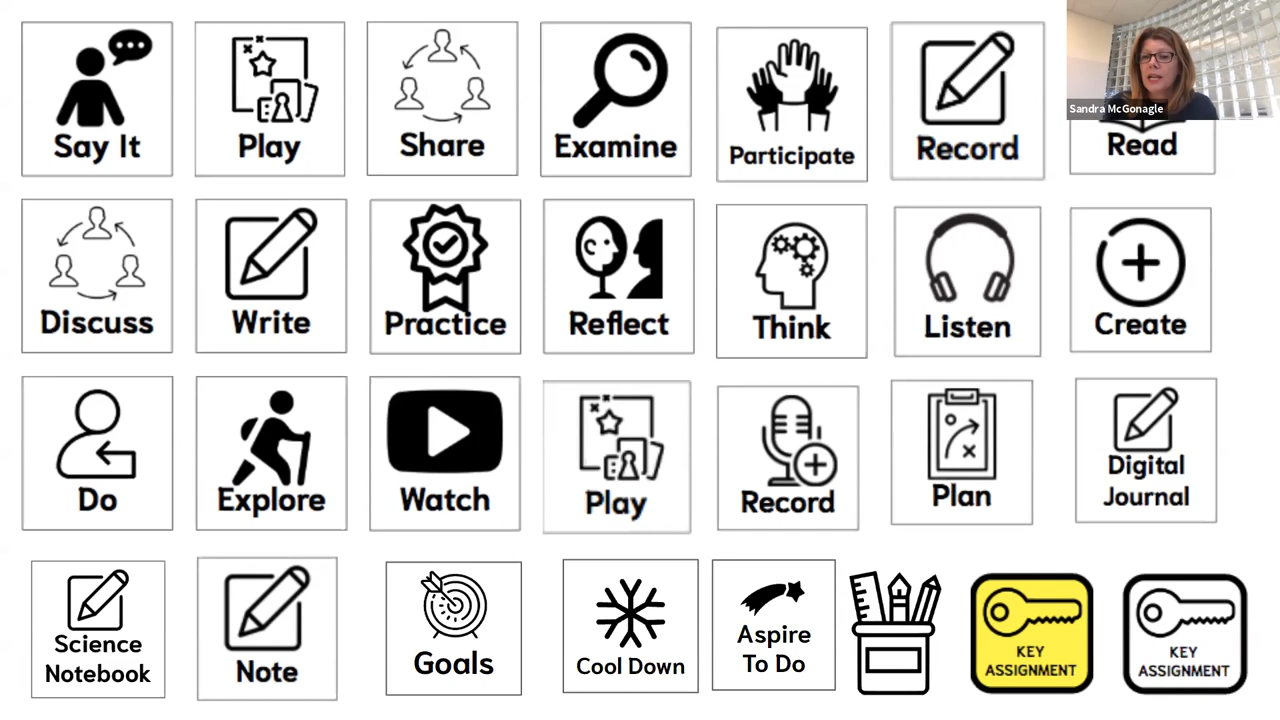 Say It
Play
Share
Examine
Participate
Record
Sandra McGonagle
Read
Discuss
Write
Practice
Reflect
Think
Listen
Create
Do
Explore
Watch
Play
Record
Plan
Digital
Journal
Science
Notebook
Note
Goals
Cool Down
Aspire
To Do
KEY
ASSIGNMENT
KEY
ASSIGNMENT